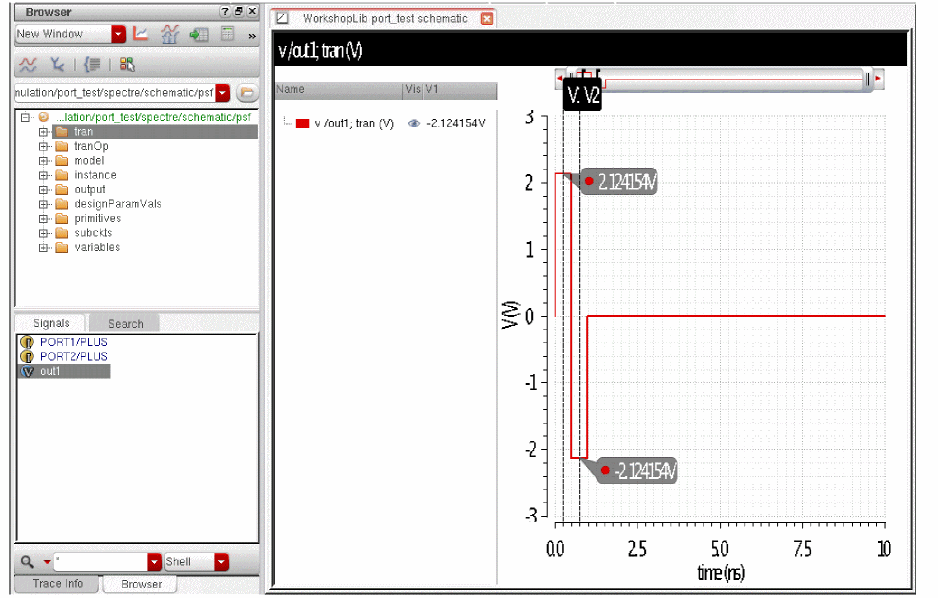 Browser
WorkshopLib port_test schematic
New Window
»
v /out1; tran (V)
nulation/port_test/spectre/schematic/psf
Name Vis V1
...lation/port_test/spectre/schematic/psf
tran
tranOp
model
instance
output
designParamVals
primitives
subckts
variables
v /out1; tran (V) -2.124154V
V. V2
3
2
1
0
-1
-2
-3
V(V)
2.124154V
-2.124154V
0.0 2.5 5.0 7.5 10
time (ns)
Signals Search
PORT1/PLUS
PORT2/PLUS
out1
* Shell
Trace Info Browser